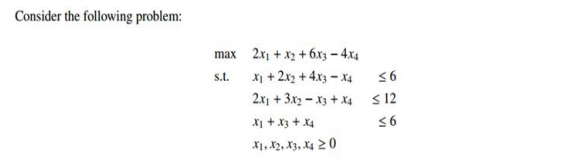 Consider the following problem:
max 2x₁ + x₂ + 6x₃ − 4x₄
s.t. x₁ + 2x₂ + 4x₃ − x₄ ≤ 6
2x₁ + 3x₂ − x₃ + x₄ ≤ 12
x₁ + x₃ + x₄ ≤ 6
x₁, x₂, x₃, x₄ ≥ 0